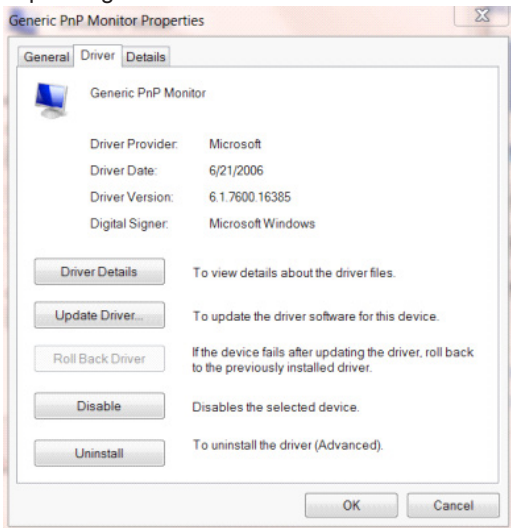 Generic PnP Monitor Properties
General Driver Details
Generic PnP Monitor
Driver Provider: Microsoft
Driver Date: 6/21/2006
Driver Version: 6.1.7600.16385
Digital Signer: Microsoft Windows
Driver Details To view details about the driver files.
Update Driver... To update the driver software for this device.
Roll Back Driver If the device fails after updating the driver, roll back
to the previously installed driver.
Disable Disables the selected device.
Uninstall To uninstall the driver (Advanced).
OK Cancel